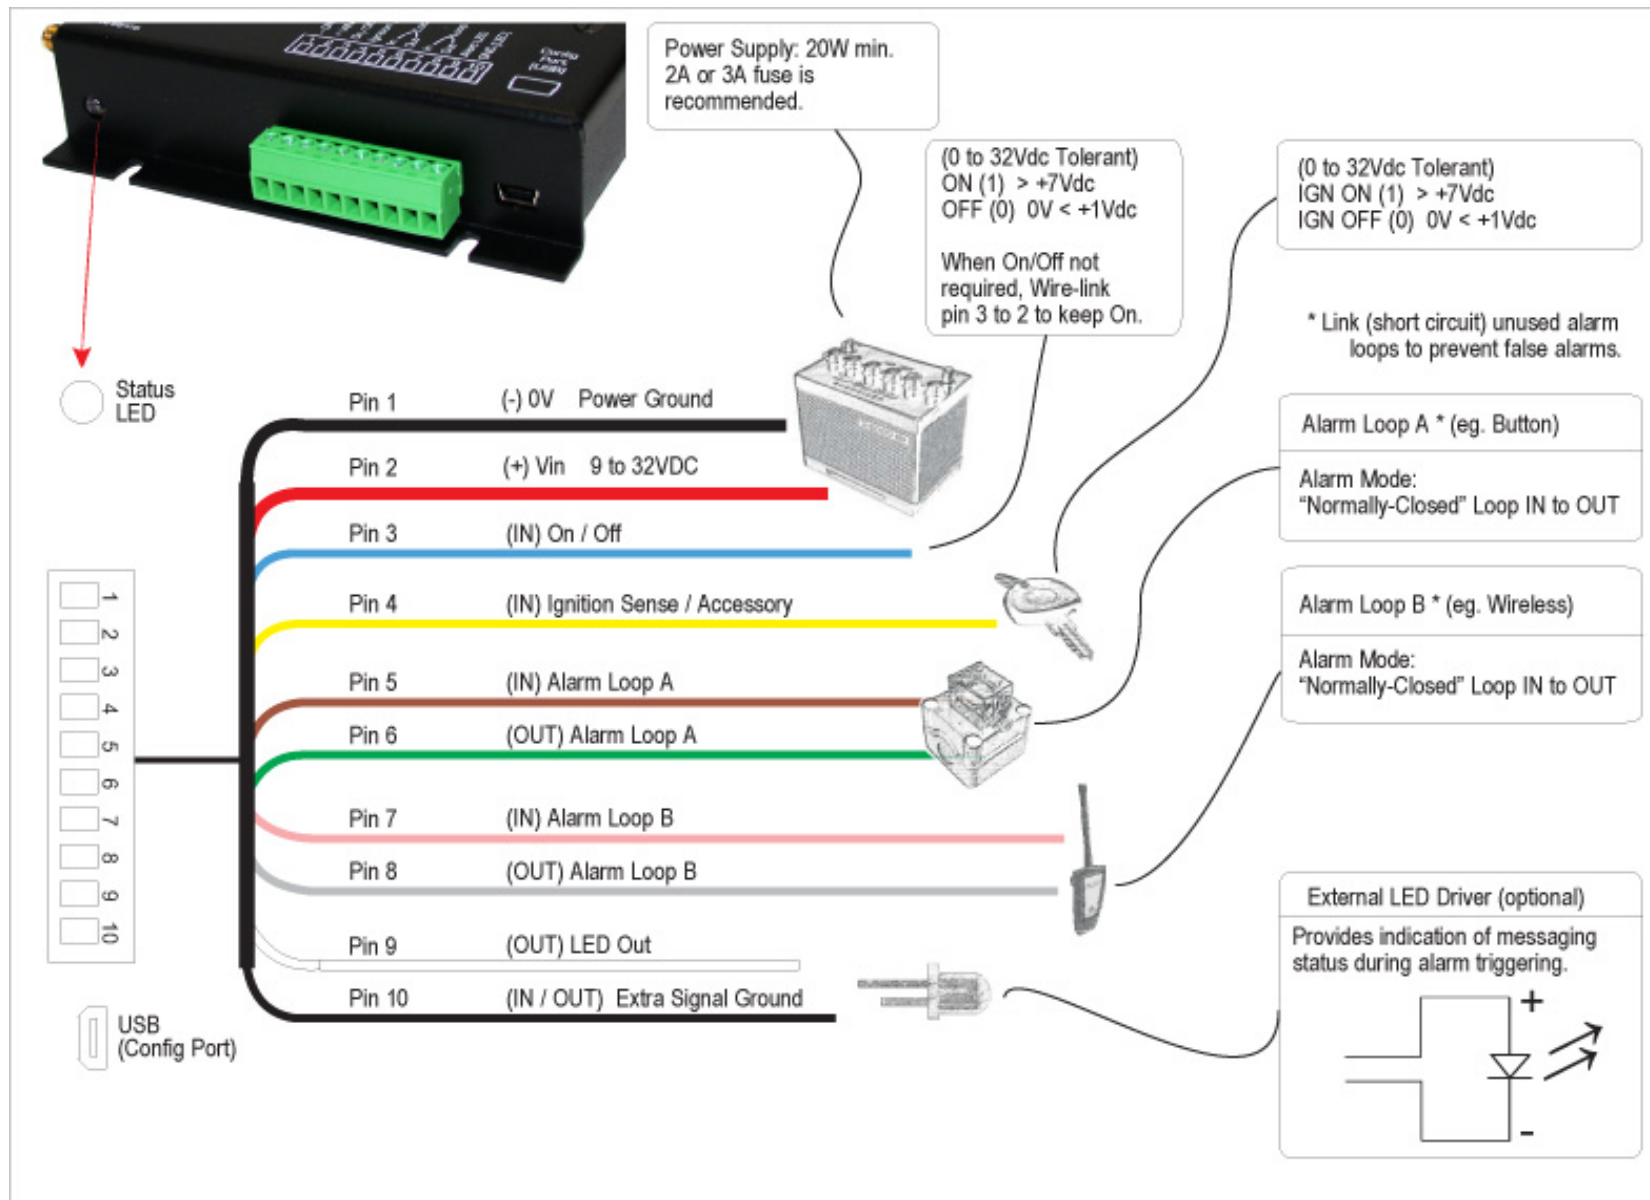 Config
Port
(USB)
Power Supply: 20W min.
2A or 3A fuse is
recommended.
(0 to 32Vdc Tolerant)
ON (1) > +7Vdc
OFF (0) 0V < +1Vdc
When On/Off not
required, Wire-link
pin 3 to 2 to keep On.
(0 to 32Vdc Tolerant)
IGN ON (1) > +7Vdc
IGN OFF (0) 0V < +1Vdc
* Link (short circuit) unused alarm
loops to prevent false alarms.
Status
LED
Pin 1 (-) 0V Power Ground
Pin 2 (+) Vin 9 to 32VDC
Pin 3 (IN) On / Off
Pin 4 (IN) Ignition Sense / Accessory
Pin 5 (IN) Alarm Loop A
Pin 6 (OUT) Alarm Loop A
Pin 7 (IN) Alarm Loop B
Pin 8 (OUT) Alarm Loop B
Pin 9 (OUT) LED Out
Pin 10 (IN / OUT) Extra Signal Ground
1
2
3
4
5
6
7
8
9
10
USB
(Config Port)
Alarm Loop A * (eg. Button)
Alarm Mode:
“Normally-Closed” Loop IN to OUT
Alarm Loop B * (eg. Wireless)
Alarm Mode:
“Normally-Closed” Loop IN to OUT
External LED Driver (optional)
Provides indication of messaging
status during alarm triggering.
+
-